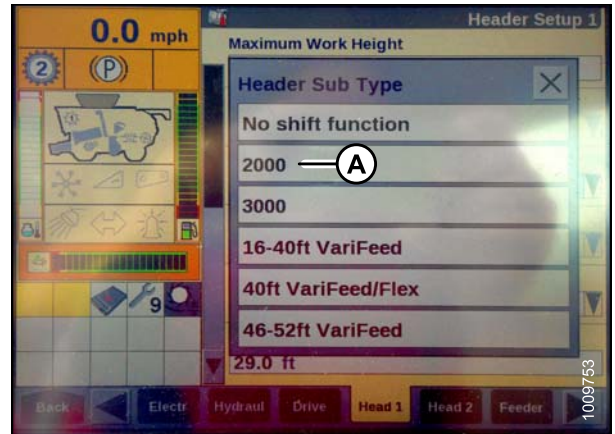 0.0 mph
Header Setup 1
Maximum Work Height
2
(P)
Header Sub Type
No shift function
2000
A
3000
16-40ft VariFeed
40ft VariFeed/Flex
46-52ft VariFeed
9
29.0 ft
Back
Electr
Hydraul
Drive
Head 1
Head 2
Feeder
1009753